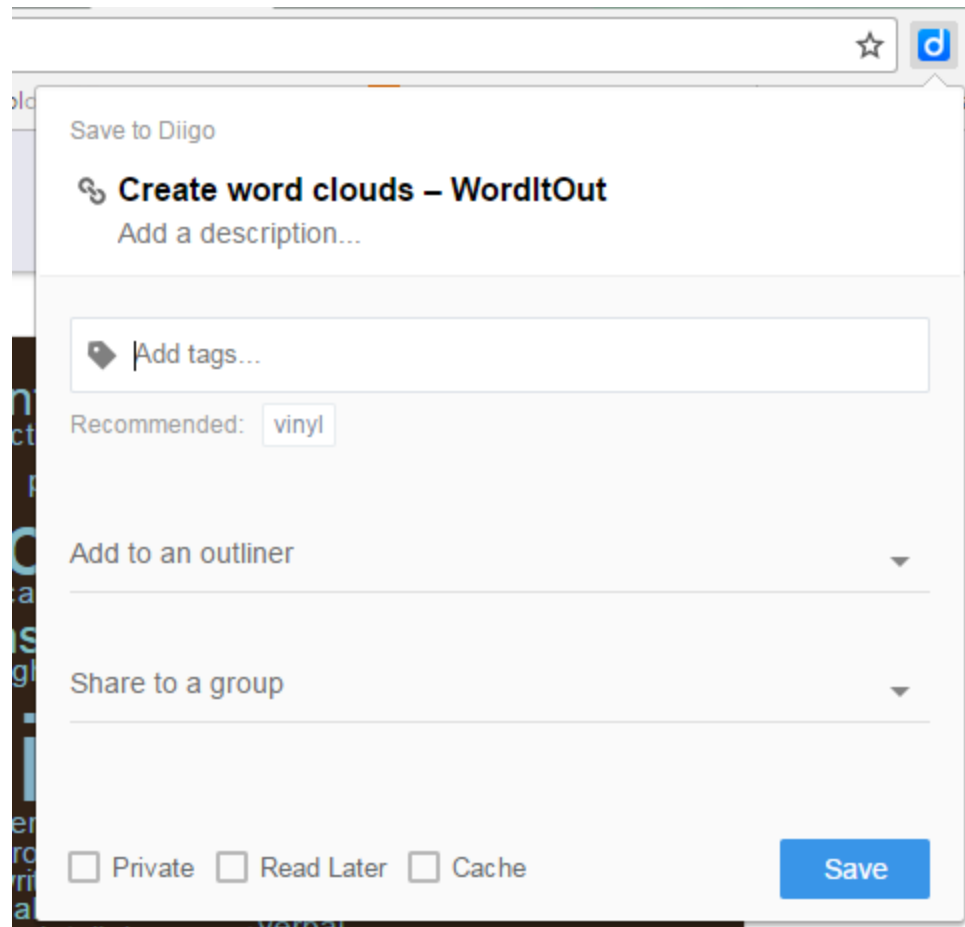 Save to Diigo
Create word clouds – WordItOut
Add a description...
Add tags...
Recommended: vinyl
Add to an outliner
Share to a group
Private Read Later Cache Save